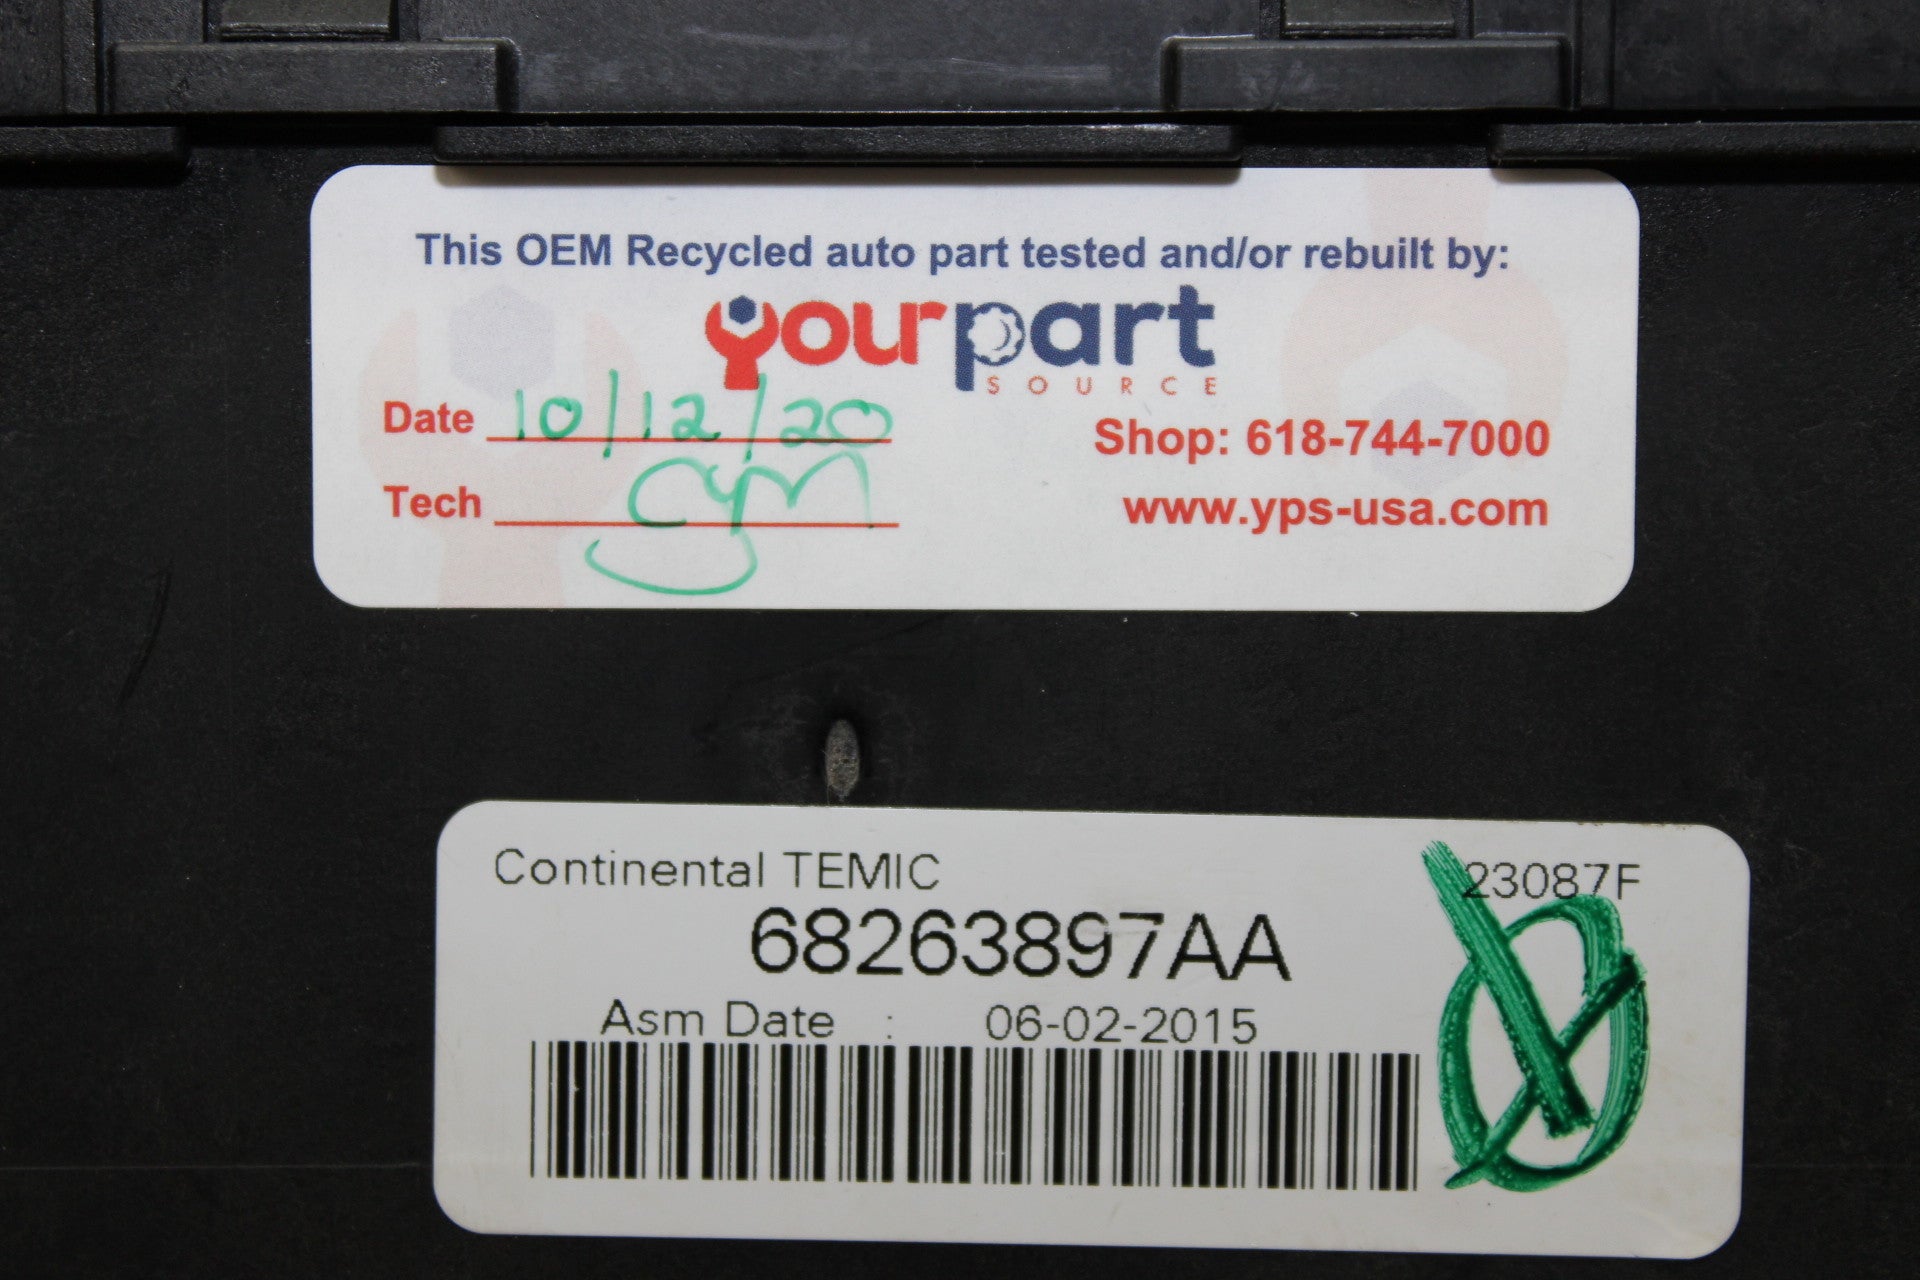 This OEM Recycled auto part tested and/or rebuilt by:
yourpart
SOURCE
Date 10/12/20
Shop: 618-744-7000
Tech
www.yps-usa.com
Continental TEMIC 23087F
68263897AA
Asm Date : 06-02-2015